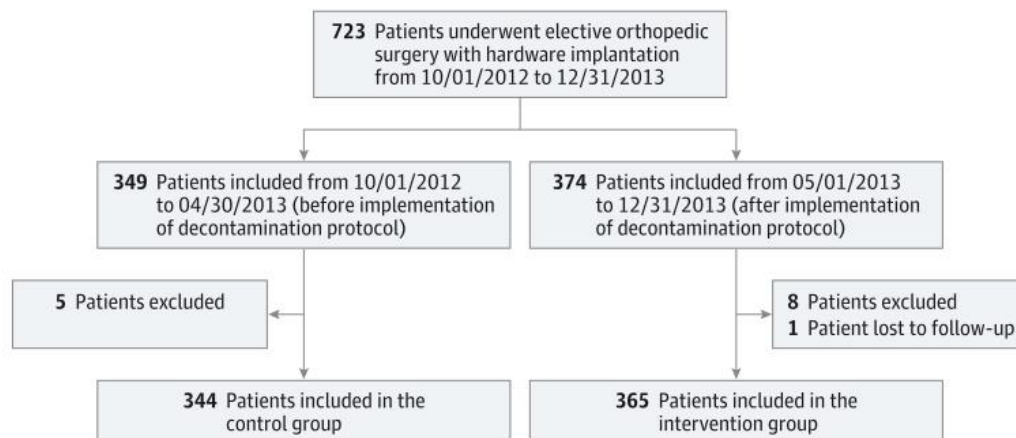 723 Patients underwent elective orthopedic
surgery with hardware implantation
from 10/01/2012 to 12/31/2013
349 Patients included from 10/01/2012
to 04/30/2013 (before implementation
of decontamination protocol)
374 Patients included from 05/01/2013
to 12/31/2013 (after implementation
of decontamination protocol)
5 Patients excluded
8 Patients excluded
1 Patient lost to follow-up
344 Patients included in the
control group
365 Patients included in the
intervention group